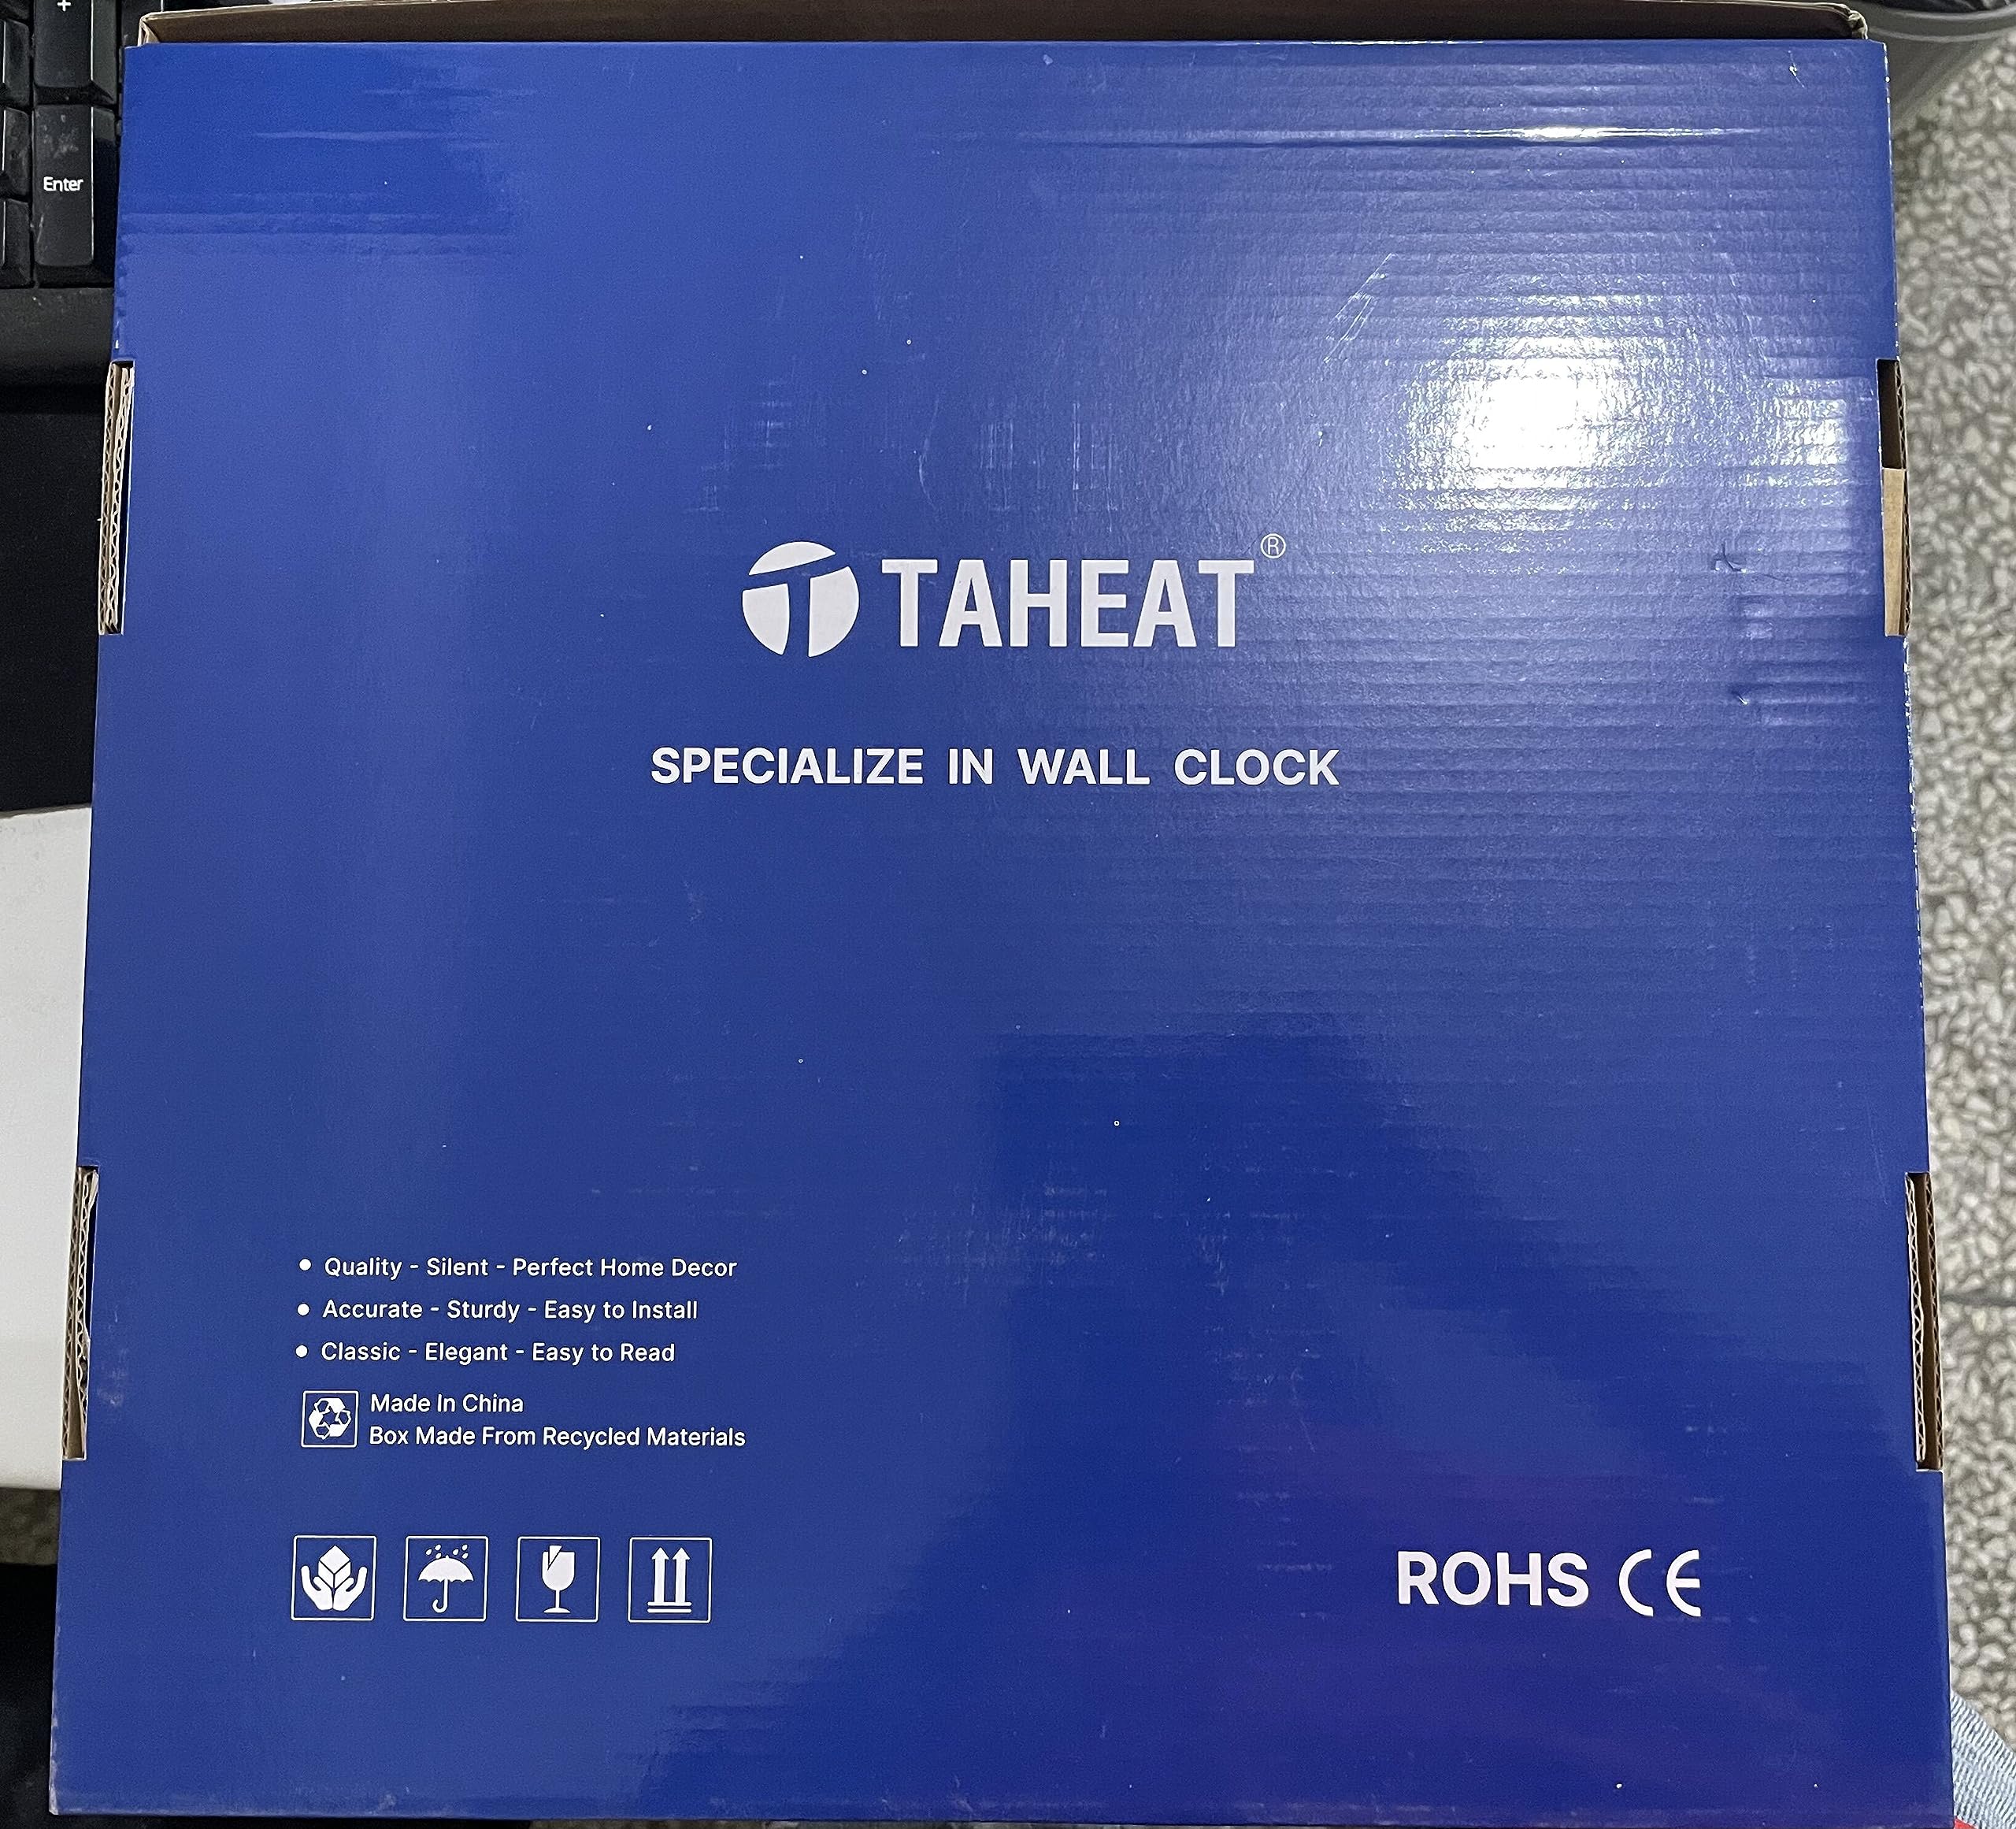 +
Enter
TAHEAT®
SPECIALIZE IN WALL CLOCK
• Quality - Silent - Perfect Home Decor
• Accurate - Sturdy - Easy to Install
• Classic - Elegant - Easy to Read
Made In China
Box Made From Recycled Materials
ROHS CE